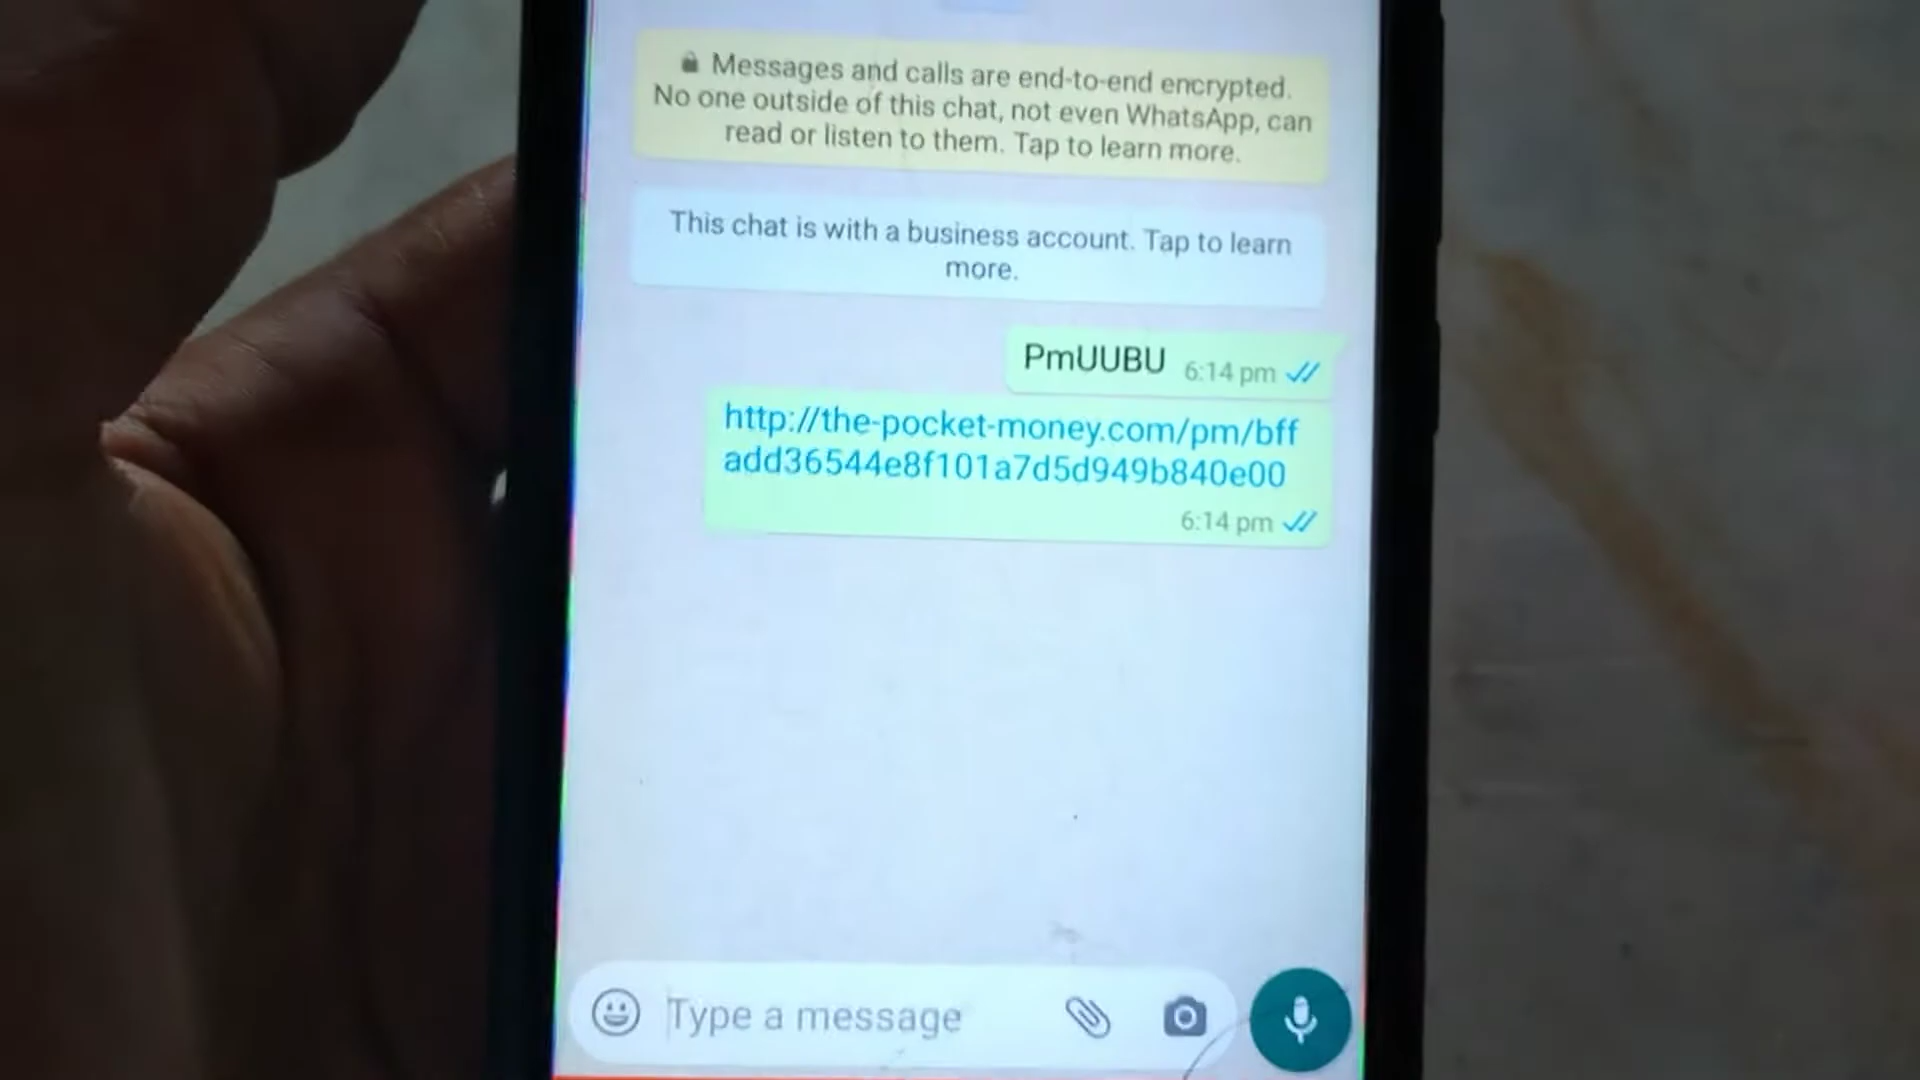 Messages and calls are end-to-end encrypted.
No one outside of this chat, not even WhatsApp, can
read or listen to them. Tap to learn more.
This chat is with a business account. Tap to learn
more.
PmUUBU 6:14 pm
http://the-pocket-money.com/pm/bff
add36544e8f101a7d5d949b840e00
6:14 pm
Type a message